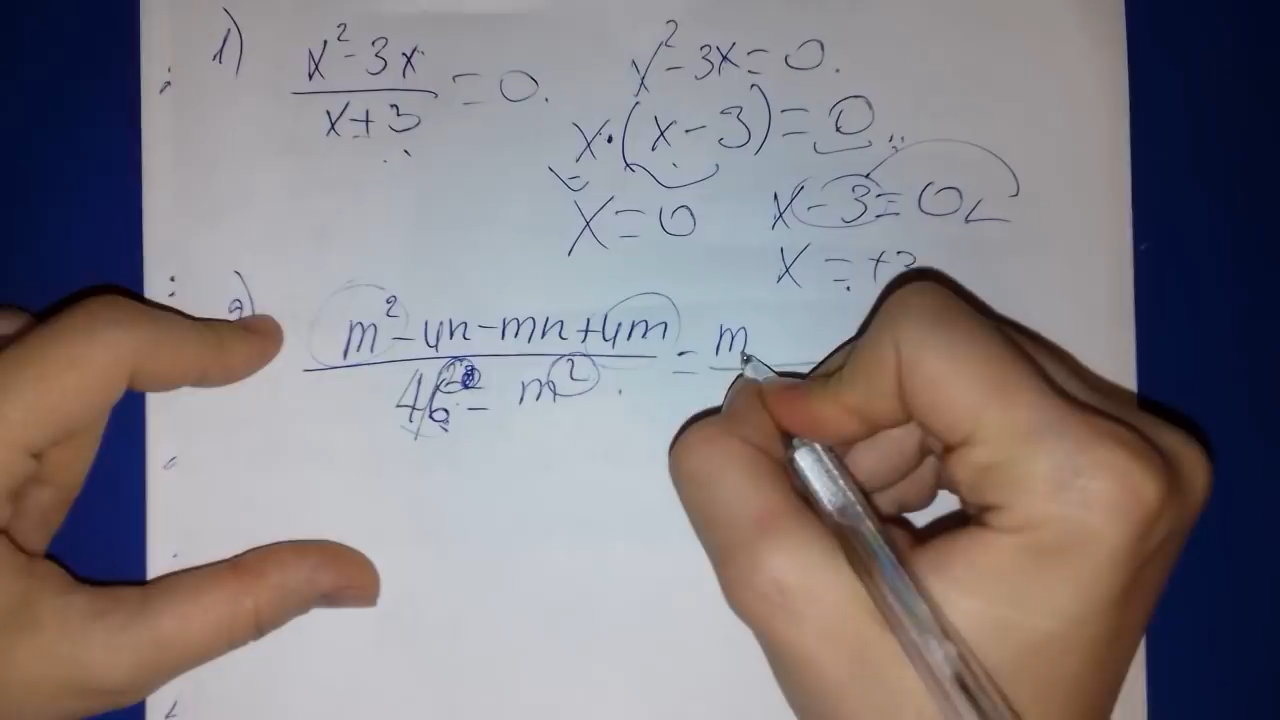 1) (x² - 3x)/(x + 3) = 0.
x² - 3x = 0.
x · (x - 3) = 0
x = 0
x - 3 = 0
x = +3
2) (m² - 4n - mn + 4m)/( - m²) = m